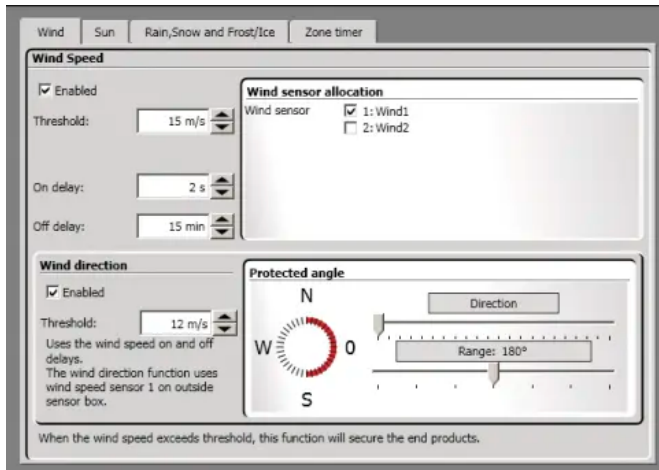 Wind Sun Rain,Snow and Frost/Ice Zone timer
Wind Speed
Enabled
Threshold: 15 m/s
On delay: 2 s
Off delay: 15 min
Wind sensor allocation
Wind sensor 1: Wind1
2: Wind2
Wind direction
Enabled
Threshold: 12 m/s
Uses the wind speed on and off
delays.
The wind direction function uses
wind speed sensor 1 on outside
sensor box.
Protected angle
N
W O
S
Direction
Range: 180°
When the wind speed exceeds threshold, this function will secure the end products.